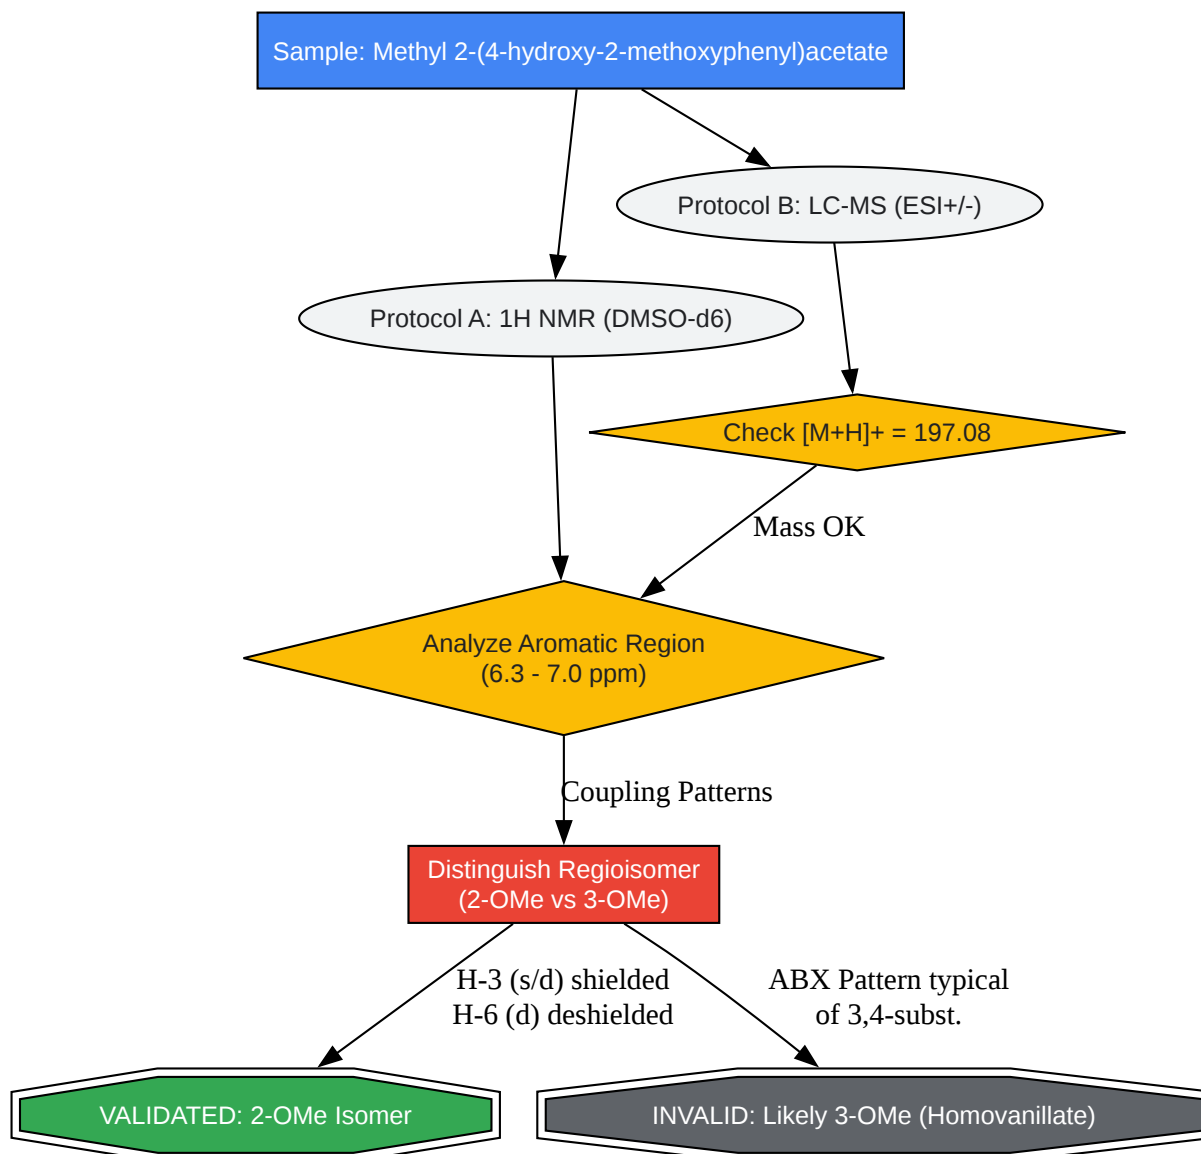 Sample: Methyl 2-(4-hydroxy-2-methoxyphenyl)acetate
Protocol B: LC-MS (ESI+/-)
Protocol A: 1H NMR (DMSO-d6)
Check [M+H]+ = 197.08
Mass OK
Analyze Aromatic Region
(6.3 - 7.0 ppm)
Coupling Patterns
Distinguish Regioisomer
(2-OMe vs 3-OMe)
H-3 (s/d) shielded
H-6 (d) deshielded
ABX Pattern typical
of 3,4-subst.
VALIDATED: 2-OMe Isomer
INVALID: Likely 3-OMe (Homovanillate)